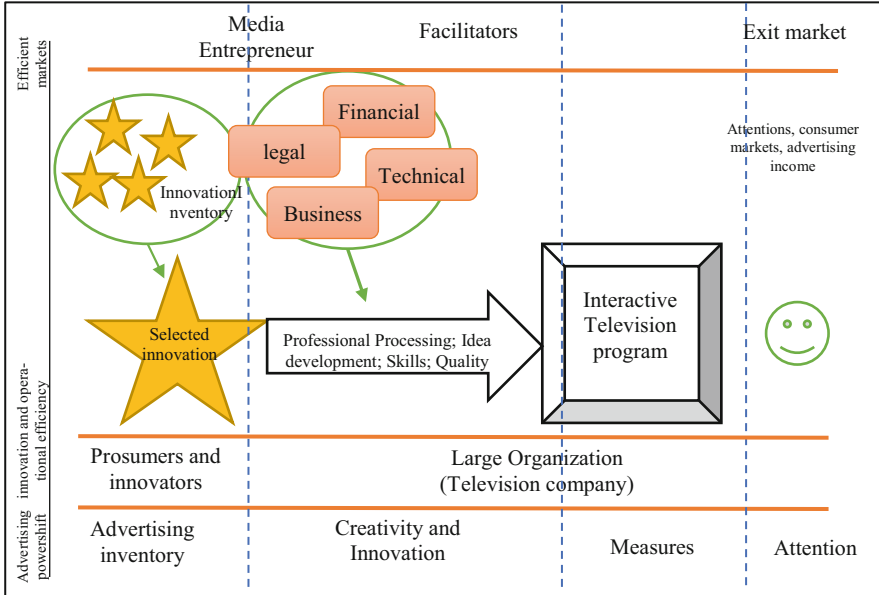 Media
Entrepreneur
Facilitators
Exit market
Efficient
markets
Financial
legal
Technical
Business
InnovationI
nventory
Attentions, consumer
markets, advertising
income
Selected
innovation
Professional Processing; Idea
development; Skills; Quality
Interactive
Television
program
innovation and opera-
tional efficiency
Prosumers and
innovators
Large Organization
(Television company)
Advertising
powershift
Advertising
inventory
Creativity and
Innovation
Measures
Attention